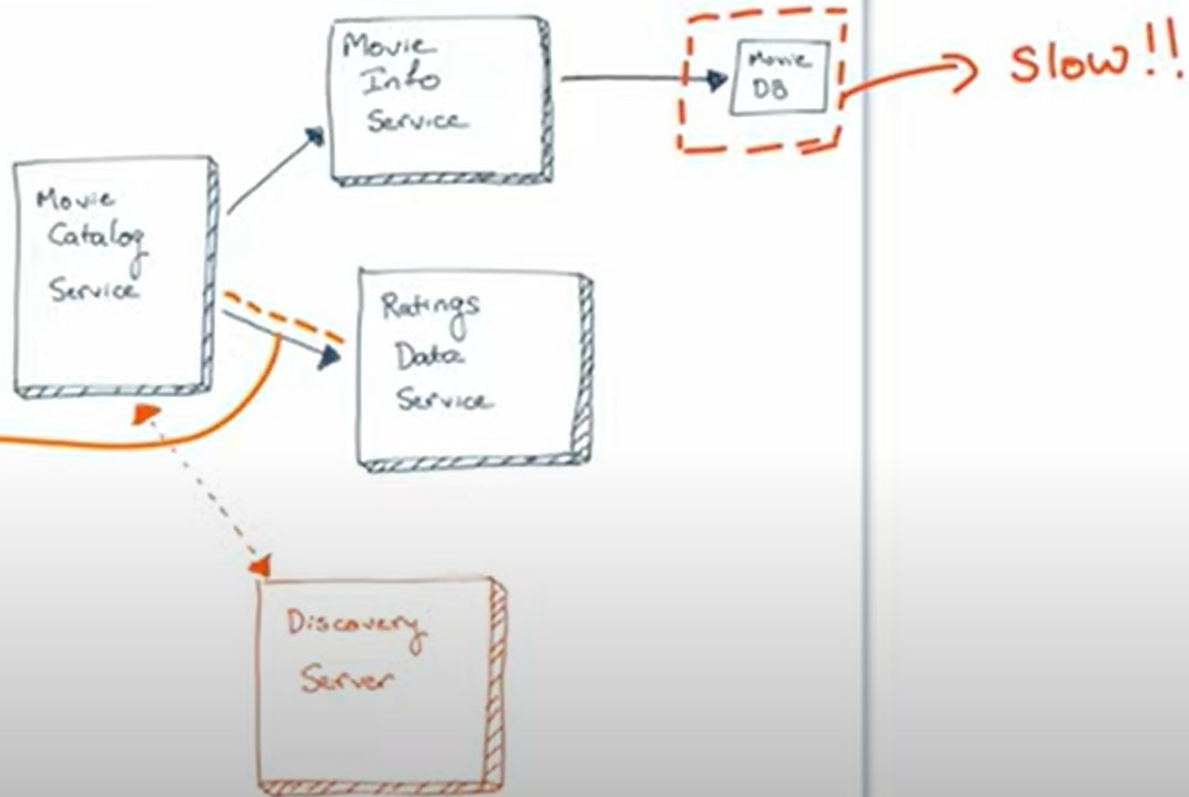 Movie
Info
Service
Movie
DB
Slow!!
Movie
Catalog
Service
Ratings
Data
Service
Discovery
Server